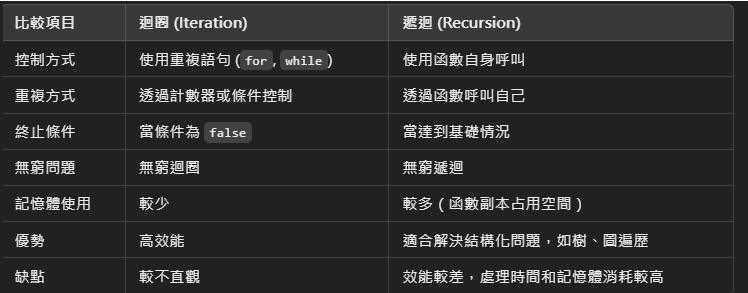 比較項目 迴圈 (Iteration) 遞迴 (Recursion)
控制方式 使用重複語句 ( for , while ) 使用函數自身呼叫
重複方式 透過計數器或條件控制 透過函數呼叫自己
終止條件 當條件為 false 當達到基礎情況
無窮問題 無窮迴圈 無窮遞迴
記憶體使用 較少 較多 ( 函數副本占用空間 )
優勢 高效能 適合解決結構化問題，如樹、圖遍歷
缺點 較不直觀 效能較差，處理時間和記憶體消耗較高